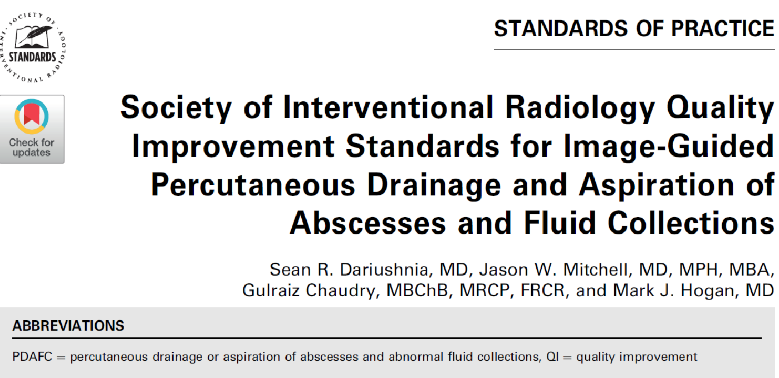 SOCIETY OF
STANDARDS
INTERVENTIONAL RADIOLOGY
STANDARDS OF PRACTICE
Check for
updates
Society of Interventional Radiology Quality
Improvement Standards for Image-Guided
Percutaneous Drainage and Aspiration of
Abscesses and Fluid Collections
Sean R. Dariushnia, MD, Jason W. Mitchell, MD, MPH, MBA,
Gulraiz Chaudry, MBChB, MRCP, FRCR, and Mark J. Hogan, MD
ABBREVIATIONS
PDAFC = percutaneous drainage or aspiration of abscesses and abnormal fluid collections, QI = quality improvement